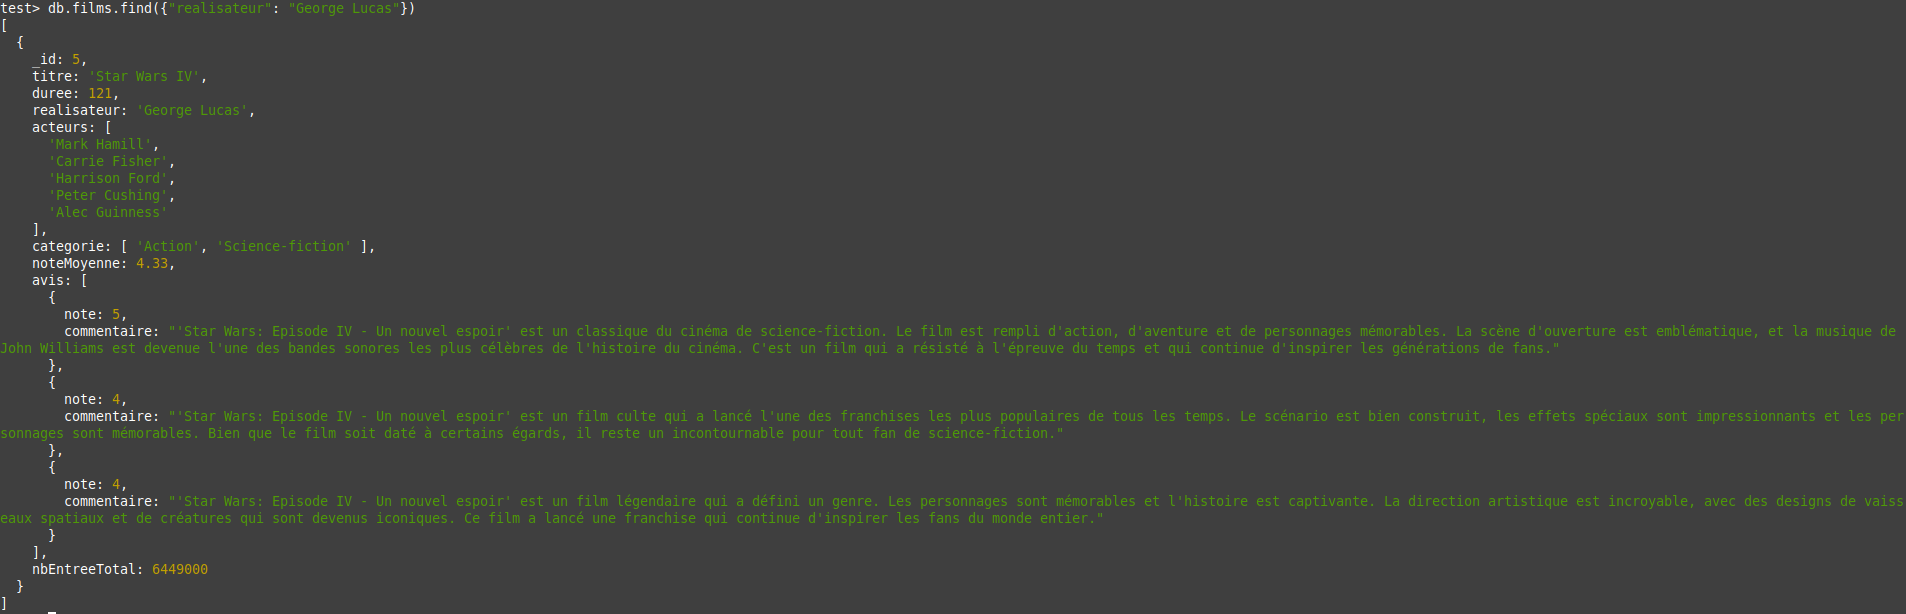 test> db.films.find({"realisateur": "George Lucas"})
[
  {
    _id: 5,
    titre: 'Star Wars IV',
    duree: 121,
    realisateur: 'George Lucas',
    acteurs: [
      'Mark Hamill',
      'Carrie Fisher',
      'Harrison Ford',
      'Peter Cushing',
      'Alec Guinness'
    ],
    categorie: [ 'Action', 'Science-fiction' ],
    noteMoyenne: 4.33,
    avis: [
      {
        note: 5,
        commentaire: "'Star Wars: Episode IV - Un nouvel espoir' est un classique du cinéma de science-fiction. Le film est rempli d'action, d'aventure et de personnages mémorables. La scène d'ouverture est emblématique, et la musique de
John Williams est devenue l'une des bandes sonores les plus célèbres de l'histoire du cinéma. C'est un film qui a résisté à l'épreuve du temps et qui continue d'inspirer les générations de fans."
      },
      {
        note: 4,
        commentaire: "'Star Wars: Episode IV - Un nouvel espoir' est un film culte qui a lancé l'une des franchises les plus populaires de tous les temps. Le scénario est bien construit, les effets spéciaux sont impressionnants et les per
sonnages sont mémorables. Bien que le film soit daté à certains égards, il reste un incontournable pour tout fan de science-fiction."
      },
      {
        note: 4,
        commentaire: "'Star Wars: Episode IV - Un nouvel espoir' est un film légendaire qui a défini un genre. Les personnages sont mémorables et l'histoire est captivante. La direction artistique est incroyable, avec des designs de vaiss
eaux spatiaux et de créatures qui sont devenus iconiques. Ce film a lancé une franchise qui continue d'inspirer les fans du monde entier."
      }
    ],
    nbEntreeTotal: 6449000
  }
]